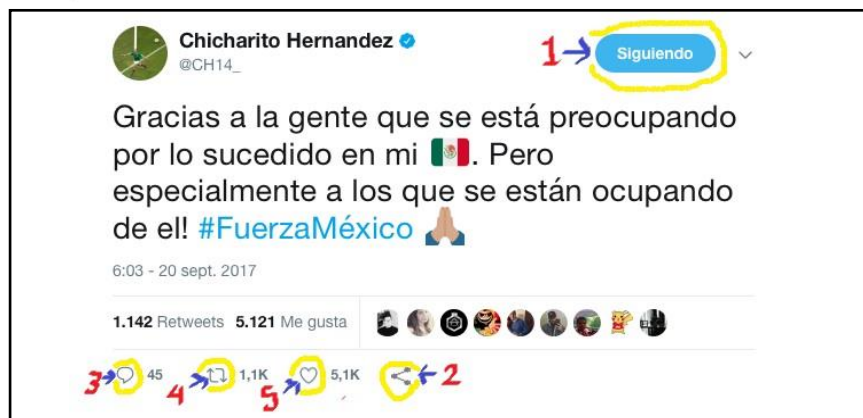 Chicharito Hernandez
@CH14_
1
Siguiendo
Gracias a la gente que se está preocupando
por lo sucedido en mi 🇲🇽. Pero
especialmente a los que se están ocupando
de el! #FuerzaMéxico 🙏🏽
6:03 - 20 sept. 2017
1.142 Retweets 5.121 Me gusta
3 45 4 1,1K 5 5,1K 2